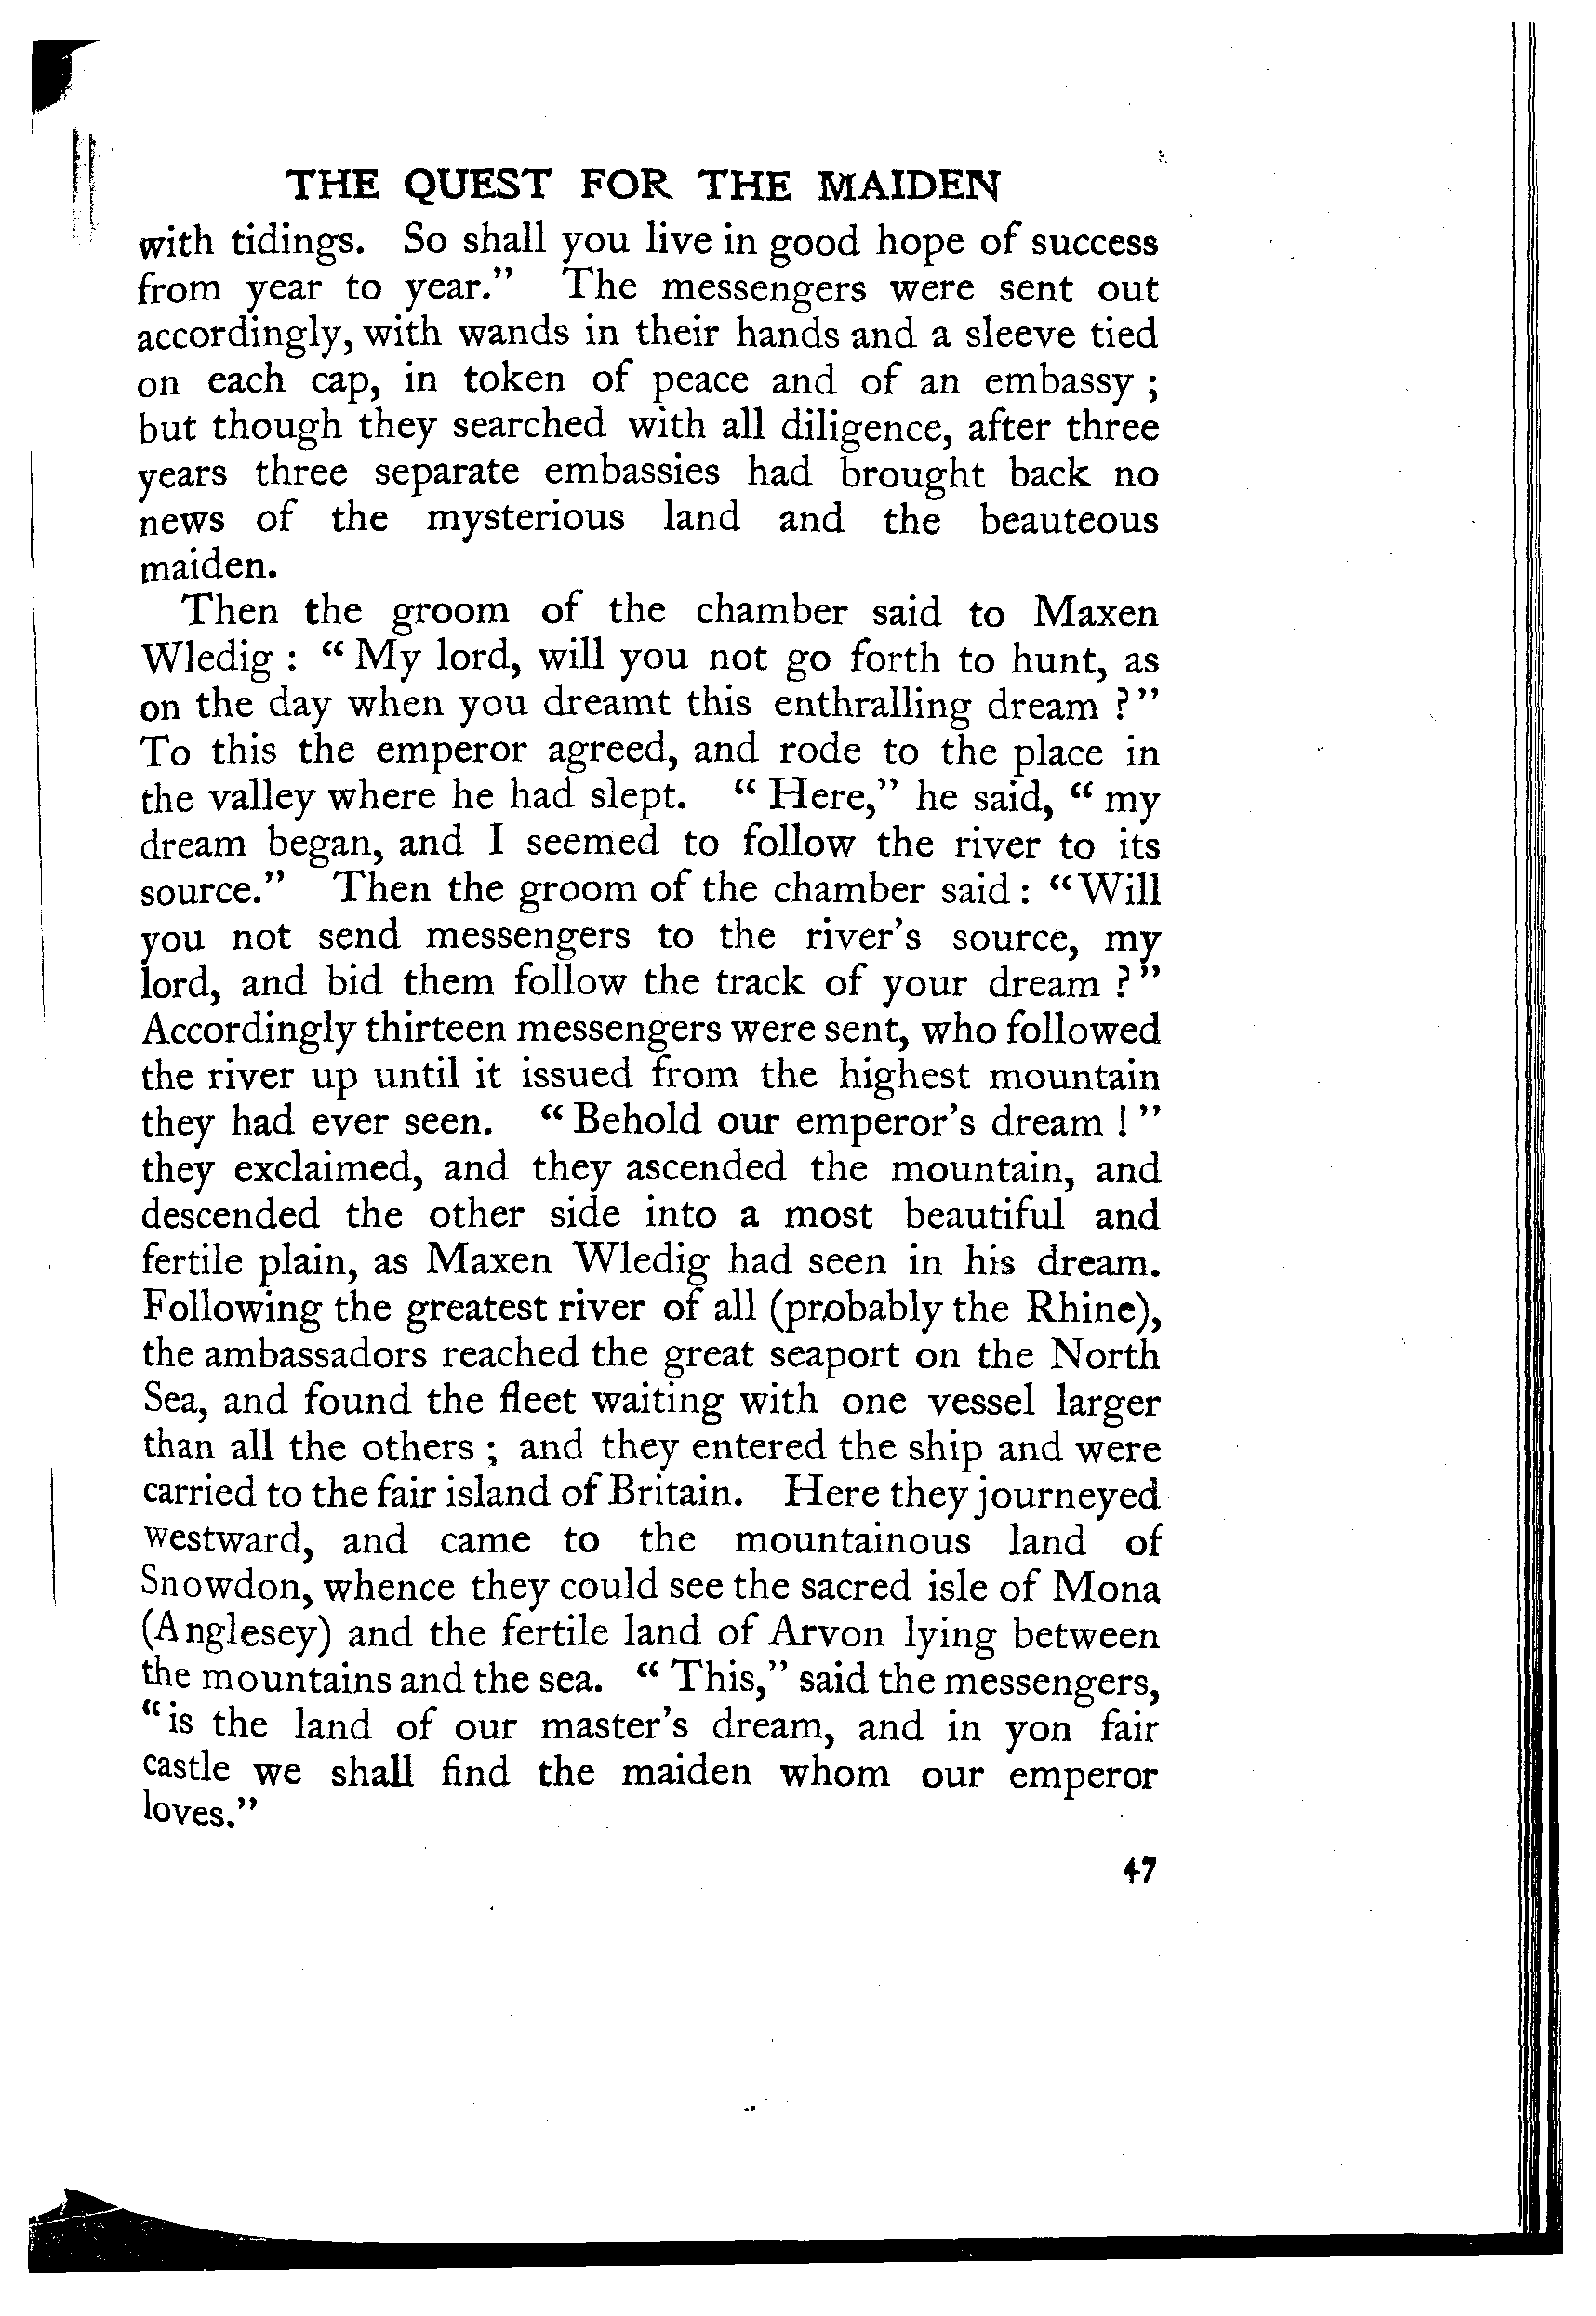 THE QUEST FOR THE MAIDEN
with tidings. So shall you live in good hope of success
from year to year.” The messengers were sent out
accordingly, with wands in their hands and a sleeve tied
on each cap, in token of peace and of an embassy ;
but though they searched with all diligence, after three
years three separate embassies had brought back no
news of the mysterious land and the beauteous
maiden.
Then the groom of the chamber said to Maxen
Wledig : “ My lord, will you not go forth to hunt, as
on the day when you dreamt this enthralling dream ?”
To this the emperor agreed, and rode to the place in
the valley where he had slept. “ Here,” he said, “ my
dream began, and I seemed to follow the river to its
source.” Then the groom of the chamber said : “Will
you not send messengers to the river’s source, my
lord, and bid them follow the track of your dream ?”
Accordingly thirteen messengers were sent, who followed
the river up until it issued from the highest mountain
they had ever seen. “ Behold our emperor’s dream ! ”
they exclaimed, and they ascended the mountain, and
descended the other side into a most beautiful and
fertile plain, as Maxen Wledig had seen in his dream.
Following the greatest river of all (probably the Rhine),
the ambassadors reached the great seaport on the North
Sea, and found the fleet waiting with one vessel larger
than all the others ; and they entered the ship and were
carried to the fair island of Britain. Here they journeyed
westward, and came to the mountainous land of
Snowdon, whence they could see the sacred isle of Mona
(Anglesey) and the fertile land of Arvon lying between
the mountains and the sea. “ This,” said the messengers,
“is the land of our master’s dream, and in yon fair
castle we shall find the maiden whom our emperor
loves.”
47